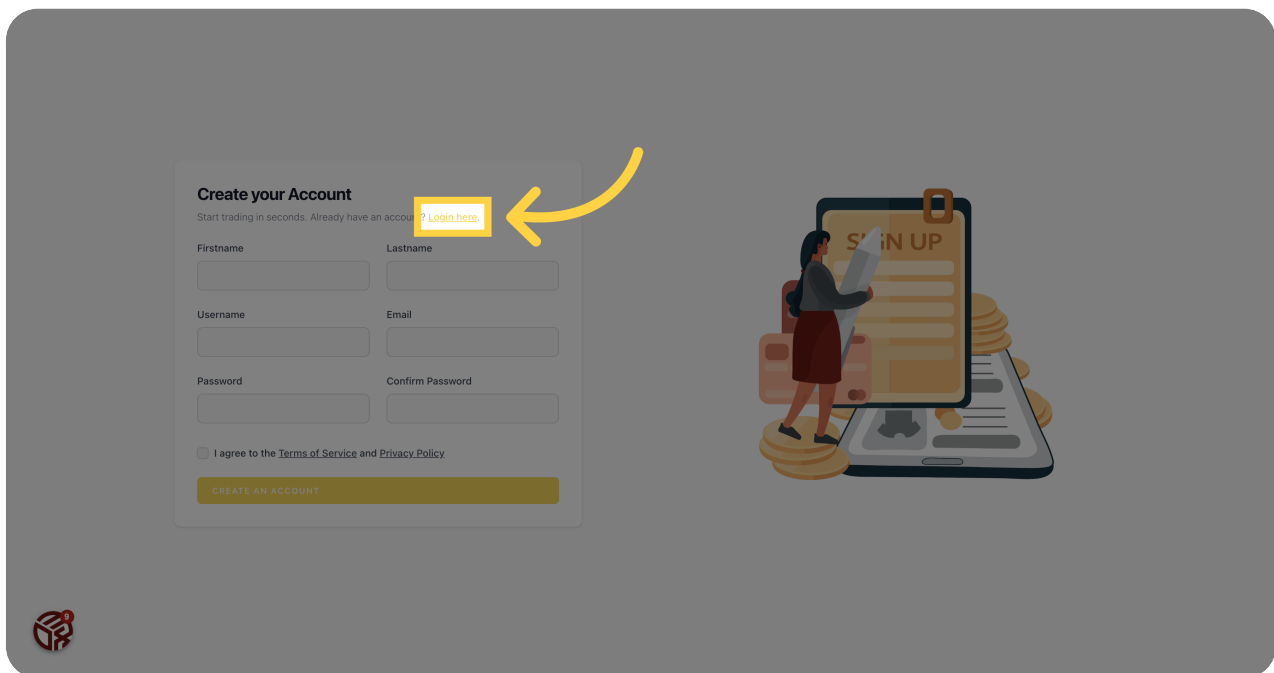 Create your Account
Start trading in seconds. Already have an account? Login here.
Firstname Lastname
Username Email
Password Confirm Password
I agree to the Terms of Service and Privacy Policy
CREATE AN ACCOUNT
SIGN UP
9